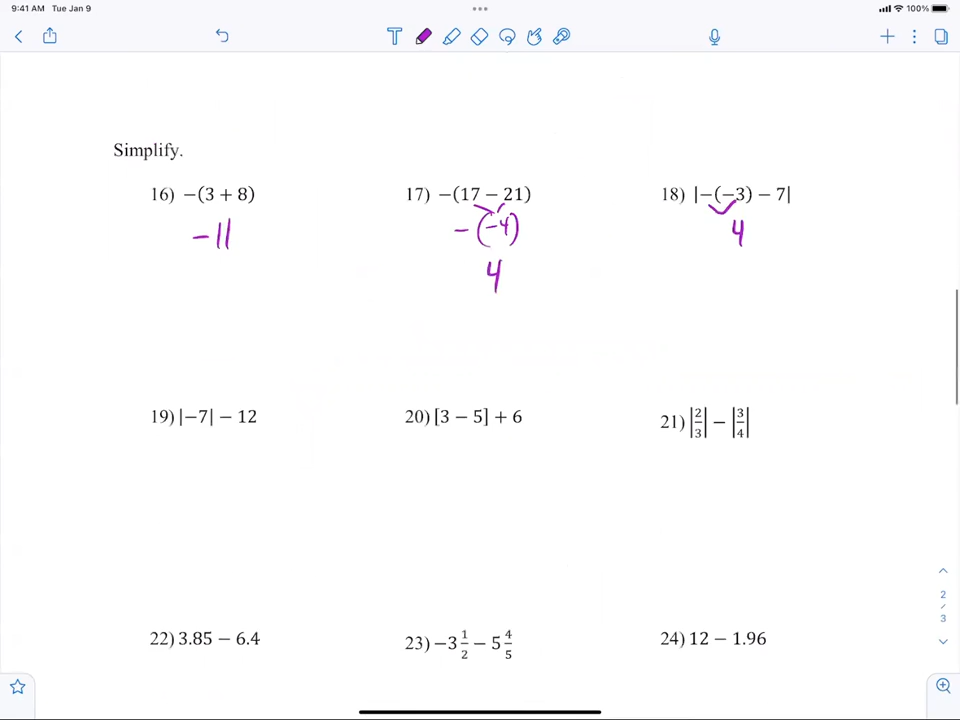 9:41 AM Tue Jan 9 100%
Simplify.
16) −(3 + 8) 17) −(17 − 21) 18) |−(−3) − 7|
−11 −(−4) 4
4
19) |−7| − 12 20) [3 − 5] + 6 21) |2/3| − |3/4|
22) 3.85 − 6.4 23) −3 1/2 − 5 4/5 24) 12 − 1.96
2
/
3